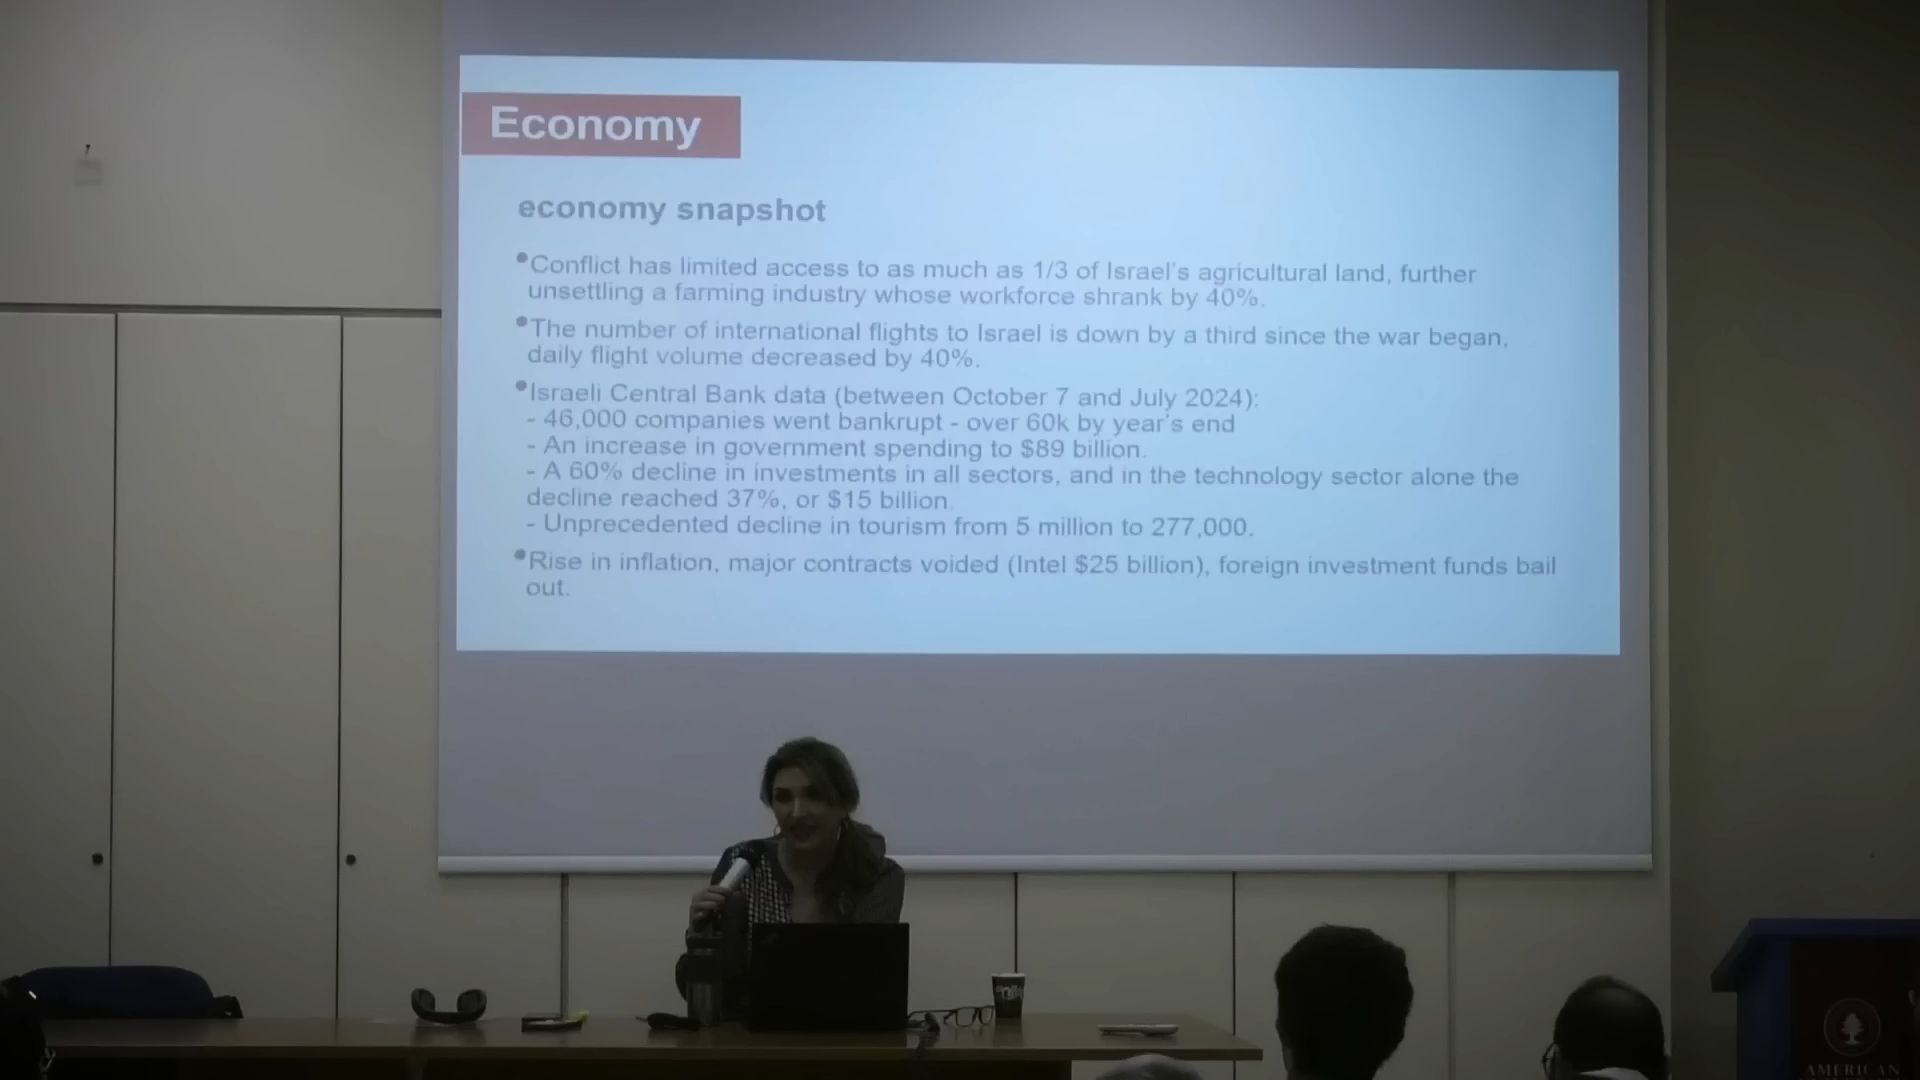 Economy
economy snapshot
•Conflict has limited access to as much as 1/3 of Israel's agricultural land, further
unsettling a farming industry whose workforce shrank by 40%.
•The number of international flights to Israel is down by a third since the war began,
daily flight volume decreased by 40%.
•Israeli Central Bank data (between October 7 and July 2024):
- 46,000 companies went bankrupt - over 60k by year's end
- An increase in government spending to $89 billion.
- A 60% decline in investments in all sectors, and in the technology sector alone the
decline reached 37%, or $15 billion.
- Unprecedented decline in tourism from 5 million to 277,000.
•Rise in inflation, major contracts voided (Intel $25 billion), foreign investment funds bail
out.
AMERICAN